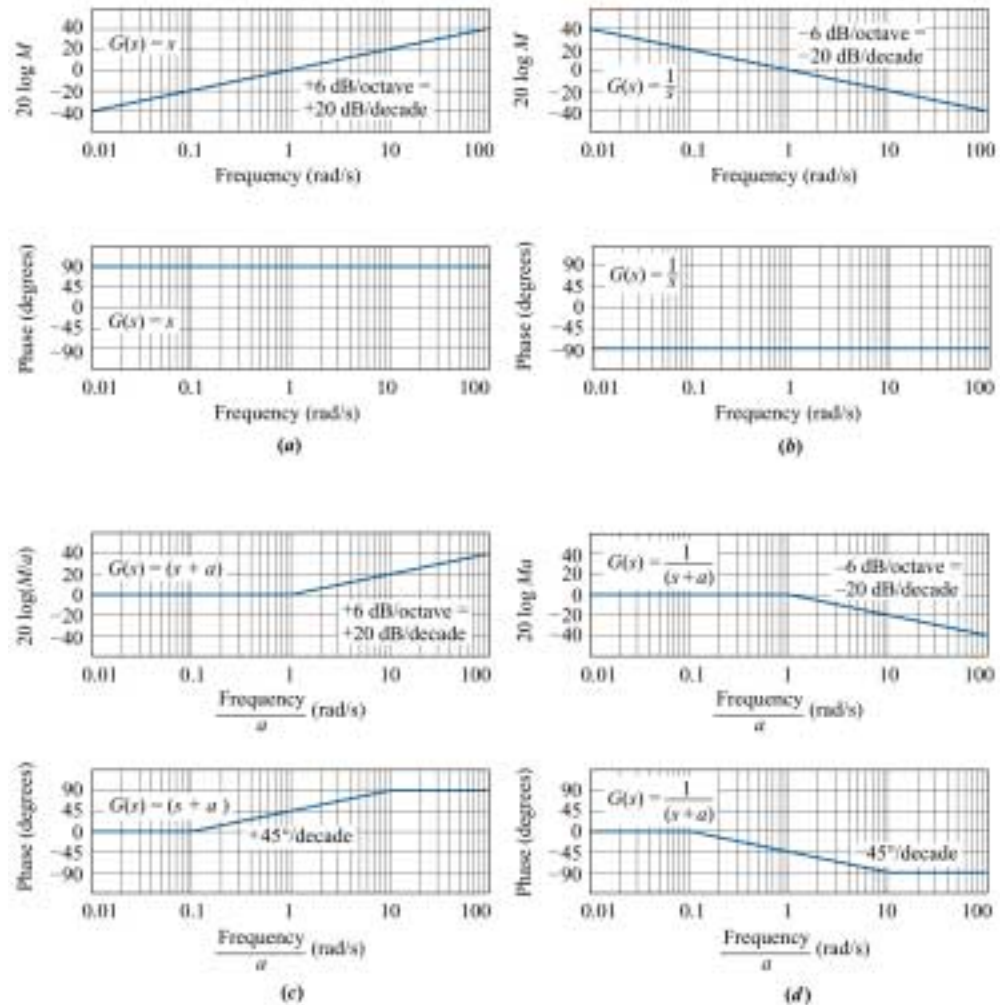 20 log M
40
20
0
−20
−40
G(s) = s
+6 dB/octave =
+20 dB/decade
0.01 0.1 1 10 100
Frequency (rad/s)
20 log M
40
20
0
−20
−40
−6 dB/octave =
−20 dB/decade
G(s) = 1/s
0.01 0.1 1 10 100
Frequency (rad/s)
Phase (degrees)
90
45
0
−45
−90
G(s) = s
0.01 0.1 1 10 100
Frequency (rad/s)
(a)
Phase (degrees)
90
45
0
−45
−90
G(s) = 1/s
0.01 0.1 1 10 100
Frequency (rad/s)
(b)
20 log(M/a)
40
20
0
−20
−40
G(s) = (s + a)
+6 dB/octave =
+20 dB/decade
0.01 0.1 1 10 100
Frequency/a (rad/s)
20 log Ma
40
20
0
−20
−40
G(s) = 1/(s+a)
−6 dB/octave =
−20 dB/decade
0.01 0.1 1 10 100
Frequency/a (rad/s)
Phase (degrees)
90
45
0
−45
−90
G(s) = (s + a )
+45°/decade
0.01 0.1 1 10 100
Frequency/a (rad/s)
(c)
Phase (degrees)
90
45
0
−45
−90
G(s) = 1/(s+a)
45°/decade
0.01 0.1 1 10 100
Frequency/a (rad/s)
(d)